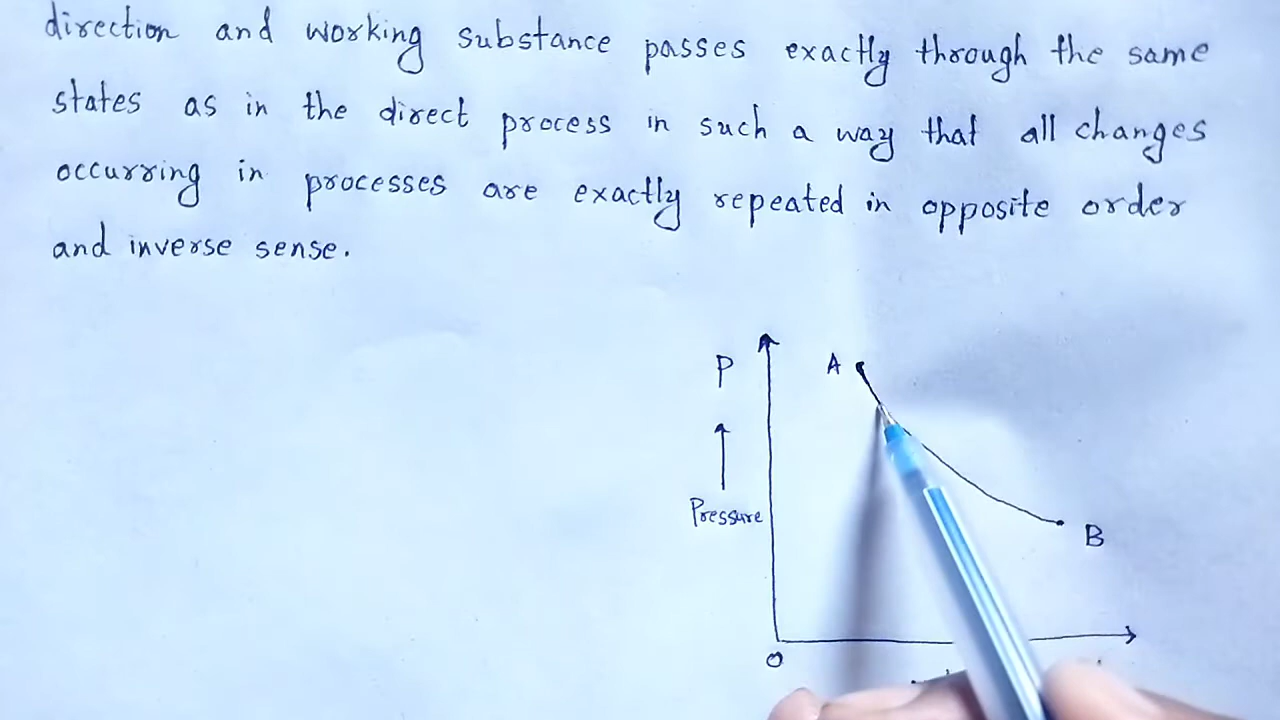 direction and working substance passes exactly through the same
states as in the direct process in such a way that all changes
occurring in processes are exactly repeated in opposite order
and inverse sense.
P
A
Pressure
B
O